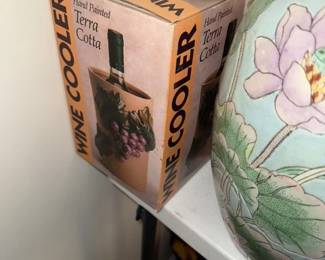 WINE COOLER
Hand Painted
Terra
Cotta
WINE COOLER
Hand Painted
Terra
Cotta